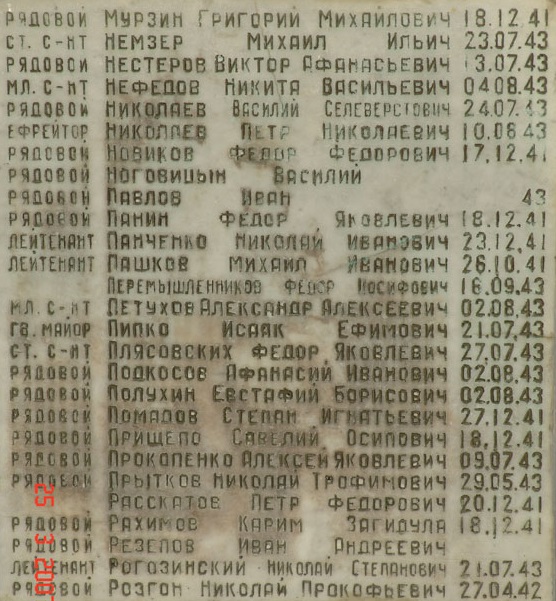 РЯДОВОЙ МУРЗИН ГРИГОРИЙ МИХАЙЛОВИЧ 18.12.41
СТ. С-НТ НЕМЗЕР МИХАИЛ ИЛЬИЧ 23.07.43
РЯДОВОЙ НЕСТЕРОВ ВИКТОР АФАНАСЬЕВИЧ 3.07.43
МЛ. С-НТ НЕФЕДОВ НИКИТА ВАСИЛЬЕВИЧ 04.08.43
РЯДОВОЙ НИКОЛАЕВ ВАСИЛИЙ СЕЛЕВЕРСТОВИЧ 24.07.43
ЕФРЕЙТОР НИКОЛАЕВ ПЕТР НИКОЛАЕВИЧ 10.08.43
РЯДОВОЙ НОВИКОВ ФЕДОР ФЕДОРОВИЧ 17.12.41
РЯДОВОЙ НОГОВИЦЫН ВАСИЛИЙ
РЯДОВОЙ ПАВЛОВ ИВАН 43
РЯДОВОЙ ПАНИН ФЕДОР ЯКОВЛЕВИЧ 18.12.41
ЛЕЙТЕНАНТ ПАНЧЕНКО НИКОЛАЙ ИВАНОВИЧ 23.12.41
ЛЕЙТЕНАНТ ПАШКОВ МИХАИЛ ИВАНОВИЧ 26.10.41
ПЕРЕМЫШЛЕННИКОВ ФЕДОР ИОСИФОВИЧ 16.09.43
МЛ. С-НТ ПЕТУХОВ АЛЕКСАНДР АЛЕКСЕЕВИЧ 02.08.43
ГВ. МАЙОР ПИПКО ИСААК ЕФИМОВИЧ 21.07.43
СТ. С-НТ ПЛЯСОВСКИХ ФЕДОР ЯКОВЛЕВИЧ 27.07.43
РЯДОВОЙ ПОДКОСОВ АФАНАСИЙ ИВАНОВИЧ 02.08.43
РЯДОВОЙ ПОЛУХИН ЕВСТАФИЙ БОРИСОВИЧ 02.08.43
РЯДОВОЙ ПОМАДОВ СТЕПАН ИГНАТЬЕВИЧ 27.12.41
РЯДОВОЙ ПРИЩЕПО САВЕЛИЙ ОСИПОВИЧ 18.12.41
РЯДОВОЙ ПРОКОПЕНКО АЛЕКСЕЙ ЯКОВЛЕВИЧ 09.07.43
РЯДОВОЙ ПРЫТКОВ НИКОЛАЙ ТРОФИМОВИЧ 29.05.43
РАССКАТОВ ПЕТР ФЕДОРОВИЧ 20.12.41
РЯДОВОЙ РАХИМОВ КАРИМ ЗАГИДУЛА 18.12.41
РЯДОВОЙ РЕЗЕПОВ ИВАН АНДРЕЕВИЧ
ЛЕЙТЕНАНТ РОГОЗИНСКИЙ НИКОЛАЙ СТЕПАНОВИЧ 21.07.43
РЯДОВОЙ РОЗГОН НИКОЛАЙ ПРОКОФЬЕВИЧ 27.04.42
25 3